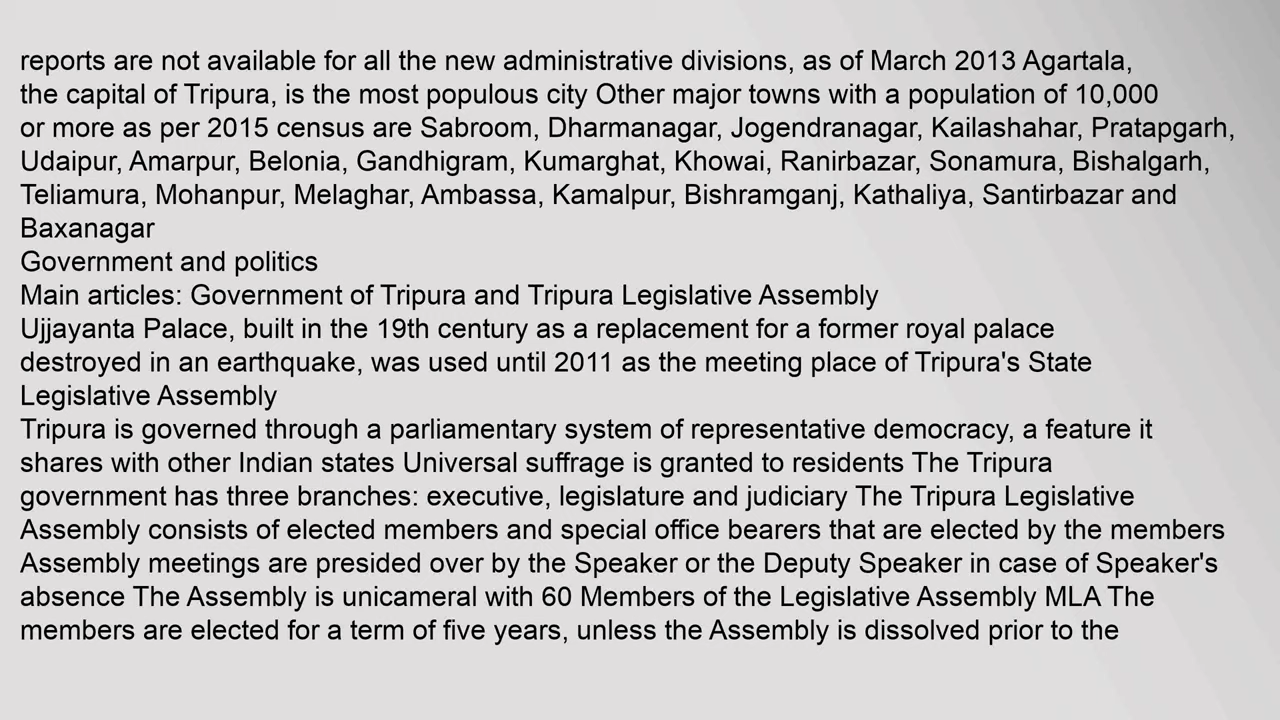 reports are not available for all the new administrative divisions, as of March 2013 Agartala,
the capital of Tripura, is the most populous city Other major towns with a population of 10,000
or more as per 2015 census are Sabroom, Dharmanagar, Jogendranagar, Kailashahar, Pratapgarh,
Udaipur, Amarpur, Belonia, Gandhigram, Kumarghat, Khowai, Ranirbazar, Sonamura, Bishalgarh,
Teliamura, Mohanpur, Melaghar, Ambassa, Kamalpur, Bishramganj, Kathaliya, Santirbazar and
Baxanagar
Government and politics
Main articles: Government of Tripura and Tripura Legislative Assembly
Ujjayanta Palace, built in the 19th century as a replacement for a former royal palace
destroyed in an earthquake, was used until 2011 as the meeting place of Tripura's State
Legislative Assembly
Tripura is governed through a parliamentary system of representative democracy, a feature it
shares with other Indian states Universal suffrage is granted to residents The Tripura
government has three branches: executive, legislature and judiciary The Tripura Legislative
Assembly consists of elected members and special office bearers that are elected by the members
Assembly meetings are presided over by the Speaker or the Deputy Speaker in case of Speaker's
absence The Assembly is unicameral with 60 Members of the Legislative Assembly MLA The
members are elected for a term of five years, unless the Assembly is dissolved prior to the